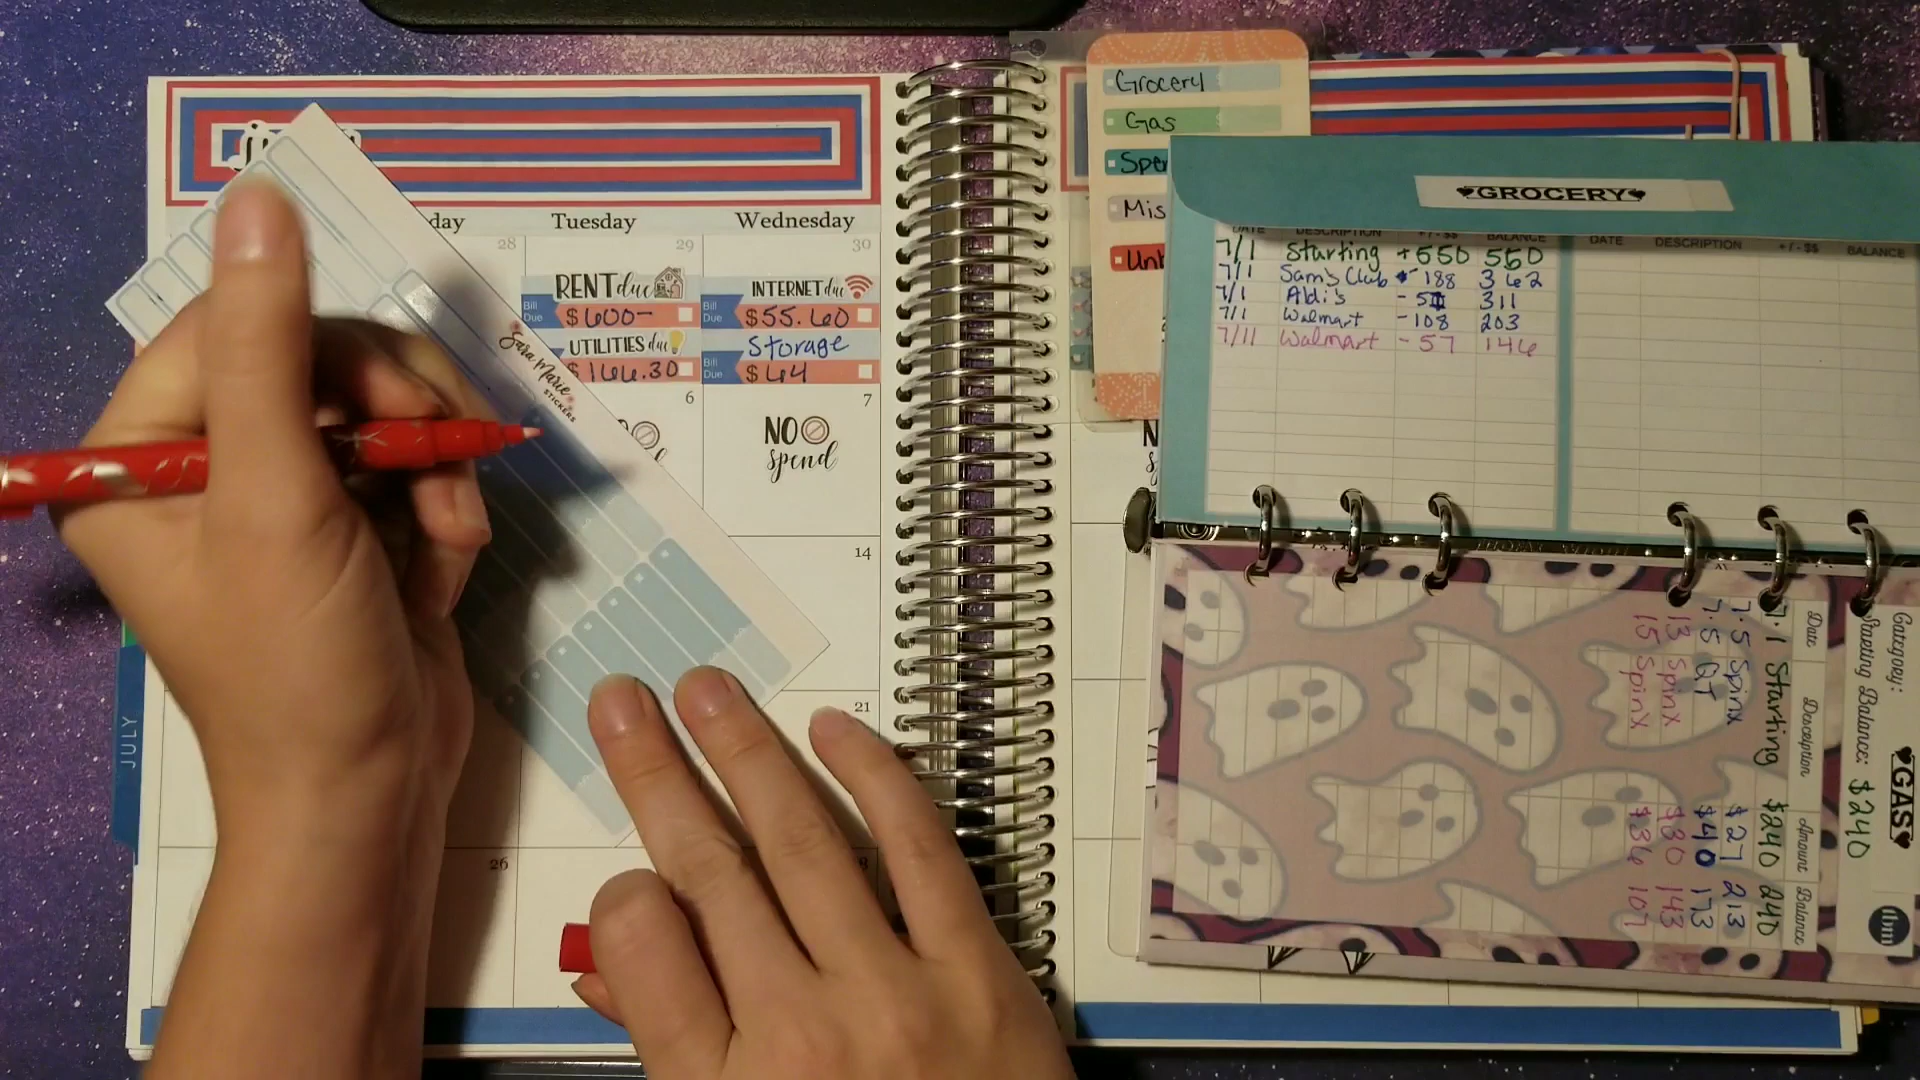 Tuesday
Wednesday
28
29
30
RENT due
INTERNET due
Bill Due
$600-
Bill Due
$55.60
UTILITIES due
Storage
$166.30
Bill Due
$64
6
7
NO spend
14
21
26
JULY
Sara Marie
STICKERS
Grocery
Gas
GROCERY
DATE DESCRIPTION +/- $$ BALANCE
DATE DESCRIPTION +/- $$ BALANCE
7/1 Starting +550 550
7/1 Sam's Club - 188 362
7/1 Aldi's
311
7/1 Walmart -108 203
7/11 Walmart - 57 146
GAS
Category:
Starting Balance: $240
Date Description Amount Balance
7.1 Starting $240 240
7.5 SpinX $27 213
7.5 QT $40 173
13 SpinX $30 143
15 SpinX $36 107